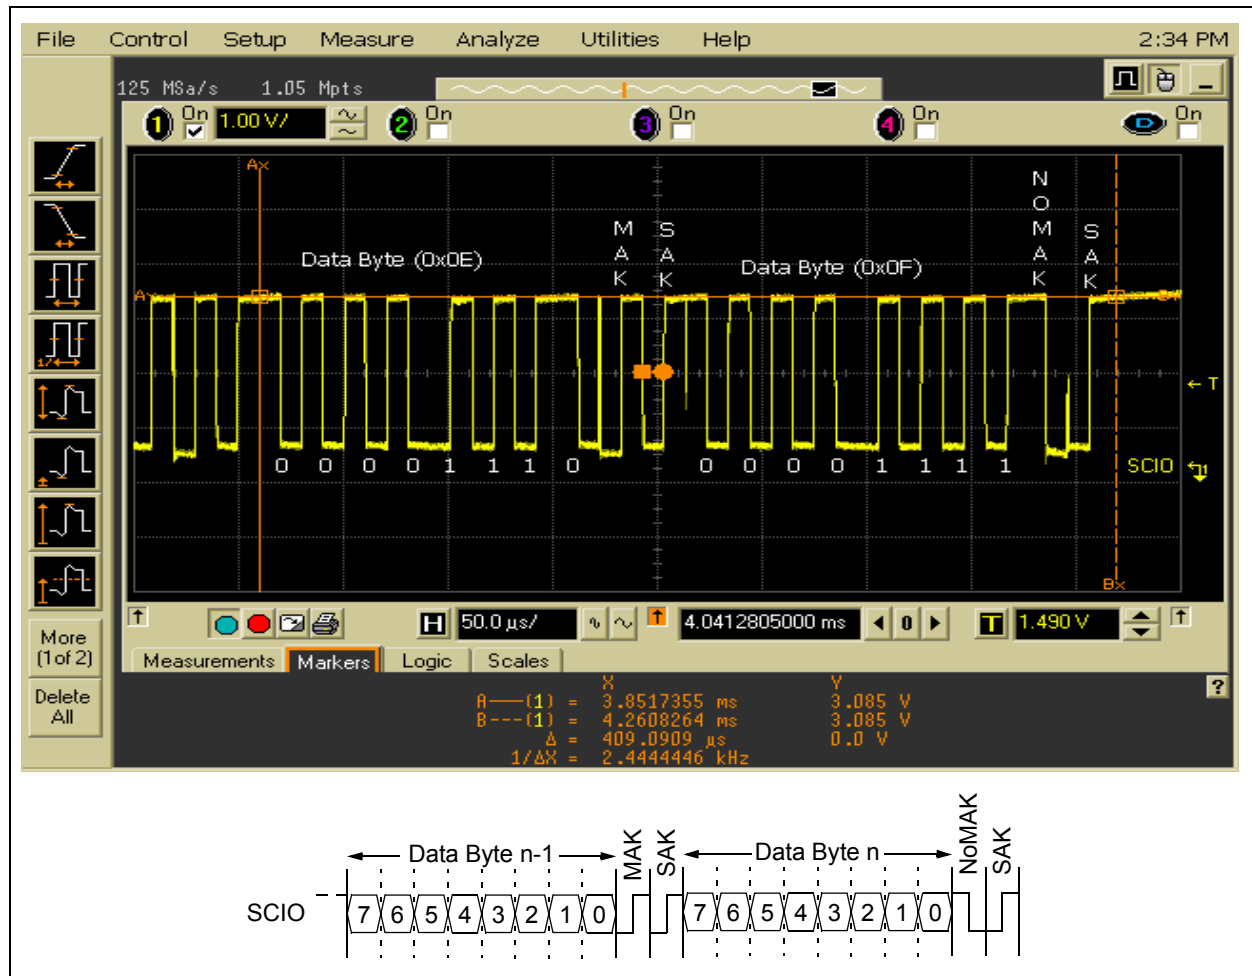 File Control Setup Measure Analyze Utilities Help 2:34 PM
125 MSa/s 1.05 Mpts
1 On 1.00 V/ 2 On 3 On 4 On D On
Ax
Data Byte (0x0E)
MAK
SAK
Data Byte (0x0F)
NOMAK
SAK
A
T
0 0 0 0 1 1 1 0 0 0 0 0 1 1 1 1
SCIO
Bx
H 50.0 µs/ 4.0412805000 ms 0 T 1.490 V
More
(1 of 2)
Delete
All
Measurements Markers Logic Scales
?
X Y
A---(1) = 3.8517355 ms 3.085 V
B---(1) = 4.2608264 ms 3.085 V
Δ = 409.0909 µs 0.0 V
1/ΔX = 2.4444446 kHz
Data Byte n-1 MAK SAK Data Byte n NoMAK SAK
SCIO 7 6 5 4 3 2 1 0 7 6 5 4 3 2 1 0